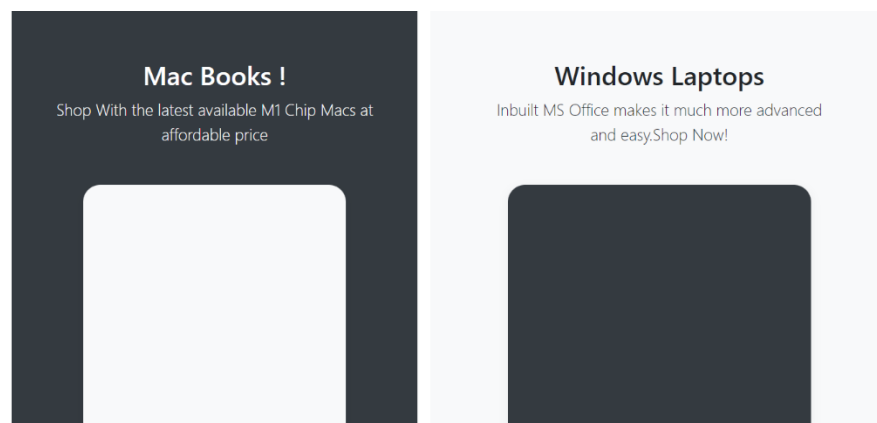 Mac Books !
Shop With the latest available M1 Chip Macs at
affordable price
Windows Laptops
Inbuilt MS Office makes it much more advanced
and easy.Shop Now!